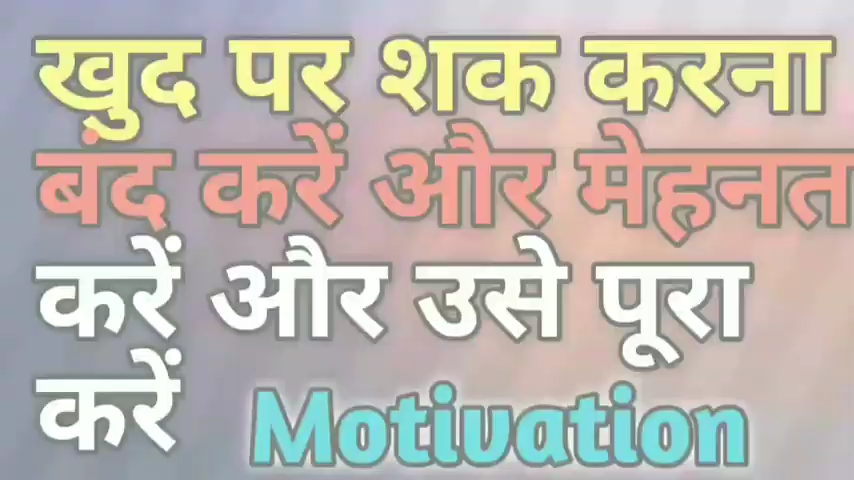 खुद पर शक करना
बंद करें और मेहनत
करें और उसे पूरा
करें Motivation